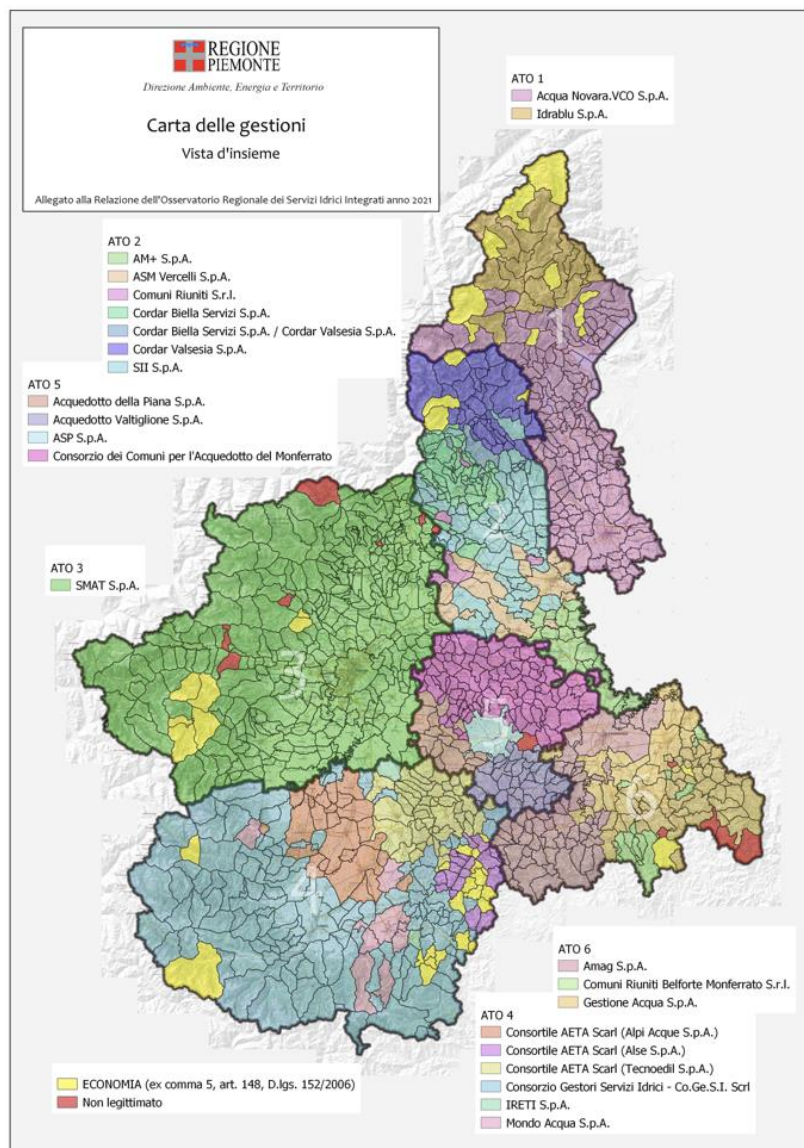 REGIONE
PIEMONTE
Direzione Ambiente, Energia e Territorio
Carta delle gestioni
Vista d'insieme
Allegato alla Relazione dell'Osservatorio Regionale dei Servizi Idrici Integrati anno 2021
ATO 1
Acqua Novara.VCO S.p.A.
Idrablu S.p.A.
ATO 2
AM+ S.p.A.
ASM Vercelli S.p.A.
Comuni Riuniti S.r.l.
Cordar Biella Servizi S.p.A.
Cordar Biella Servizi S.p.A. / Cordar Valsesia S.p.A.
Cordar Valsesia S.p.A.
SII S.p.A.
ATO 5
Acquedotto della Piana S.p.A.
Acquedotto Valtiglione S.p.A.
ASP S.p.A.
Consorzio dei Comuni per l'Acquedotto del Monferrato
ATO 3
SMAT S.p.A.
1
2
3
5
6
4
ATO 6
Amag S.p.A.
Comuni Riuniti Belforte Monferrato S.r.l.
Gestione Acqua S.p.A.
ATO 4
Consortile AETA Scarl (Alpi Acque S.p.A.)
Consortile AETA Scarl (Alse S.p.A.)
Consortile AETA Scarl (Tecnoedil S.p.A.)
Consorzio Gestori Servizi Idrici - Co.Ge.S.I. Scrl
IRETI S.p.A.
Mondo Acqua S.p.A.
ECONOMIA (ex comma 5, art. 148, D.lgs. 152/2006)
Non legittimato